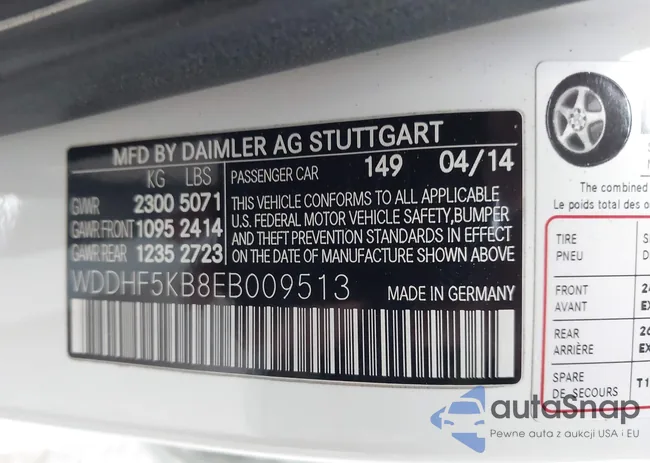 MFD BY DAIMLER AG STUTTGART
KG LBS
GVWR 2300 5071
GAWR FRONT 1095 2414
GAWR REAR 1235 2723
PASSENGER CAR 149 04/14
THIS VEHICLE CONFORMS TO ALL APPLICABLE
U.S. FEDERAL MOTOR VEHICLE SAFETY,BUMPER
AND THEFT PREVENTION STANDARDS IN EFFECT
ON THE DATE OF MANUFACTURE SHOWN ABOVE
WDDHF5KB8EB009513
MADE IN GERMANY
The combined
Le poids total des o
TIRE
PNEU
FRONT
AVANT
REAR
ARRIÈRE
SPARE
DE SECOURS
autoSnap
Pewne auta z aukcji USA i EU